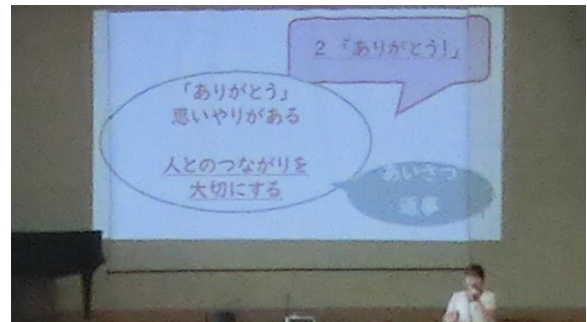 2 「ありがとう!」
「ありがとう」
思いやりがある
人とのつながりを
大切にする
あいさつ
返事